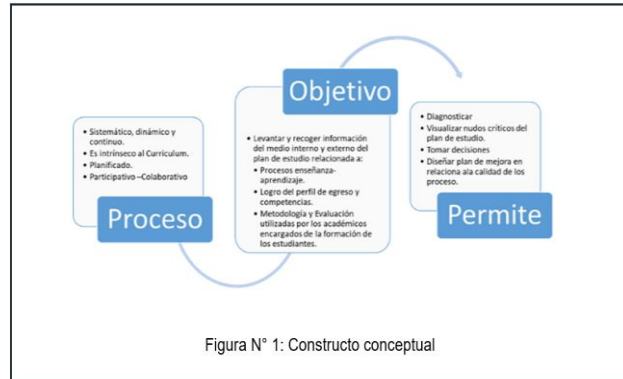 • Sistemático, dinámico y
continuo.
• Es intrínseco al Curriculum.
• Planificado.
• Participativo –Colaborativo
Proceso
Objetivo
• Levantar y recoger información
del medio interno y externo del
plan de estudio relacionada a:
• Procesos enseñanza-
aprendizaje.
• Logro del perfil de egreso y
competencias.
• Metodología y Evaluación
utilizadas por los académicos
encargados de la formación de
los estudiantes.
• Diagnosticar
• Visualizar nudos críticos del
plan de estudio.
• Tomar decisiones
• Diseñar plan de mejora en
relaciona ala calidad de los
proceso.
Permite
Figura N° 1: Constructo conceptual